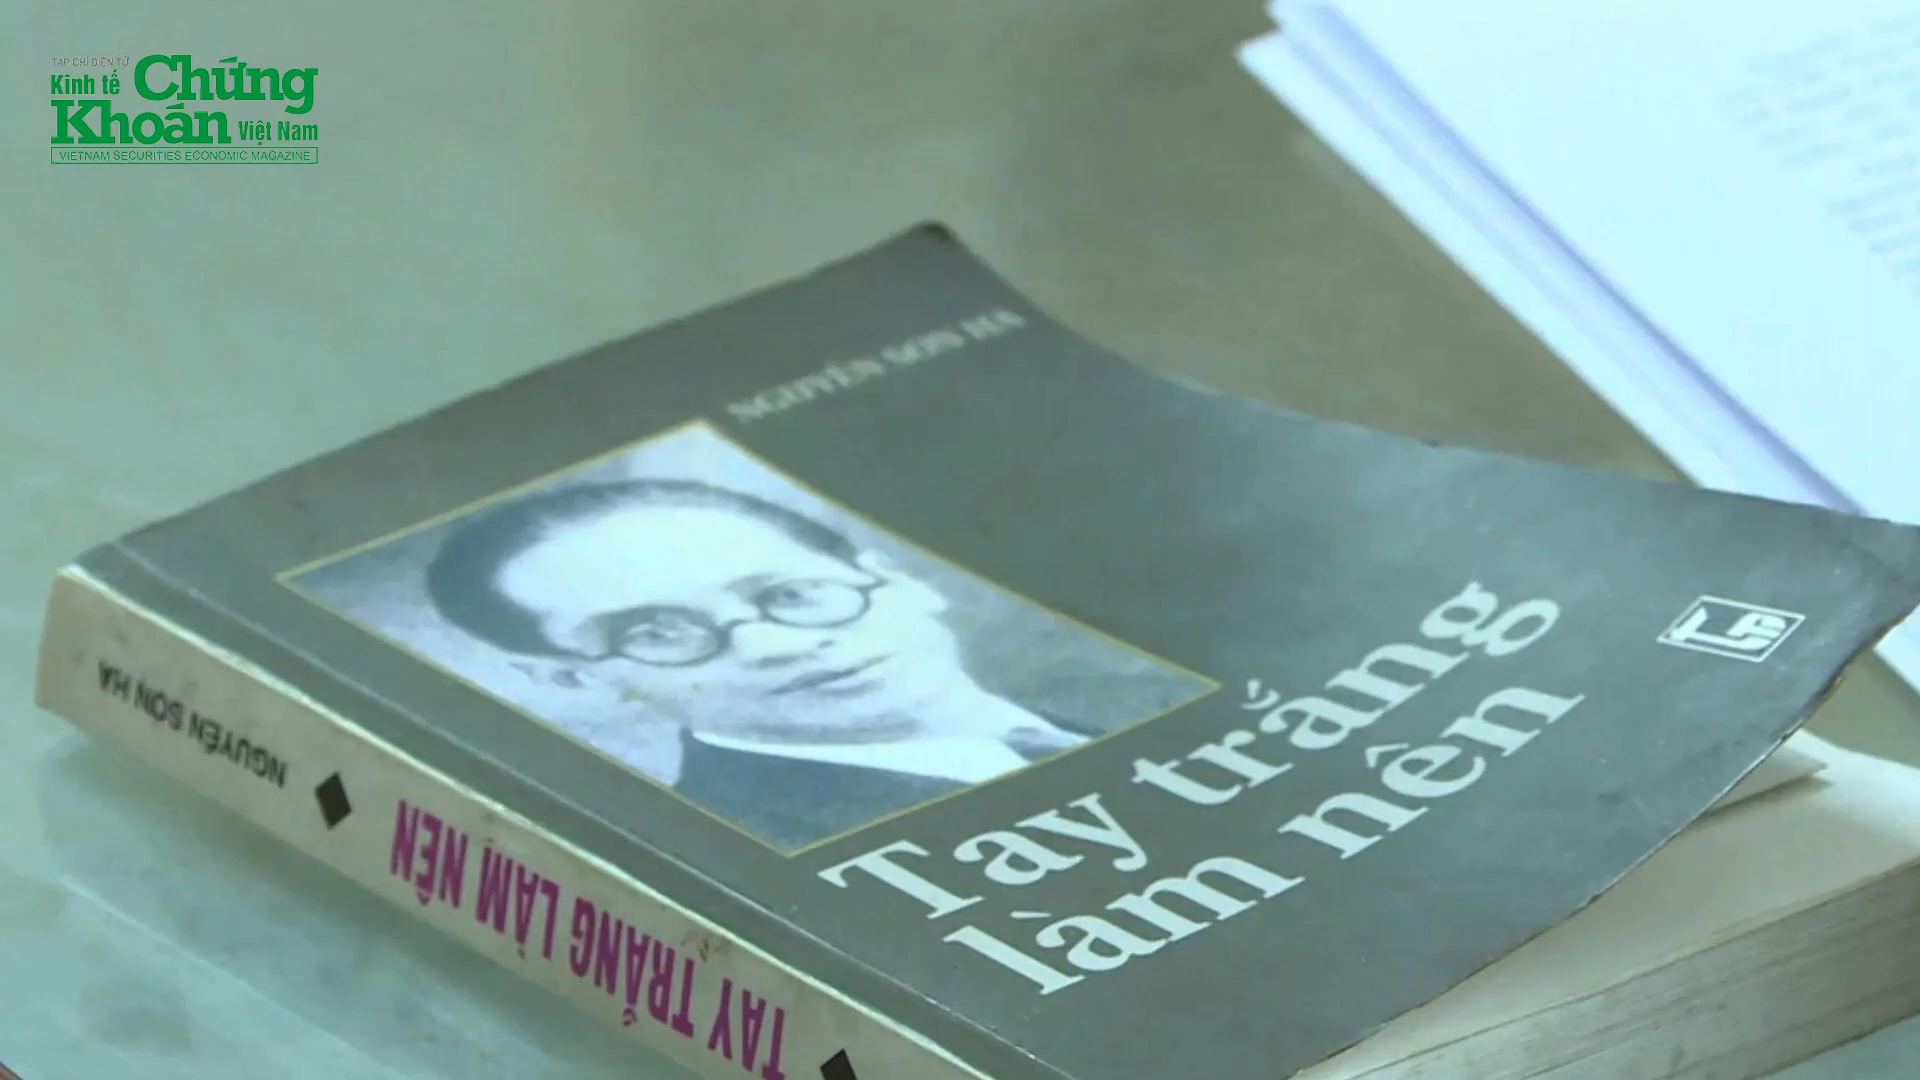 TẠP CHÍ ĐIỆN TỬ
Kinh tế Chứng
Khoán Việt Nam
VIETNAM SECURITIES ECONOMIC MAGAZINE
NGUYỄN SƠN HÀ
Tay trắng
làm nên
NGUYỄN SƠN HÀ ♦ TAY TRẮNG LÀM NÊN ♦